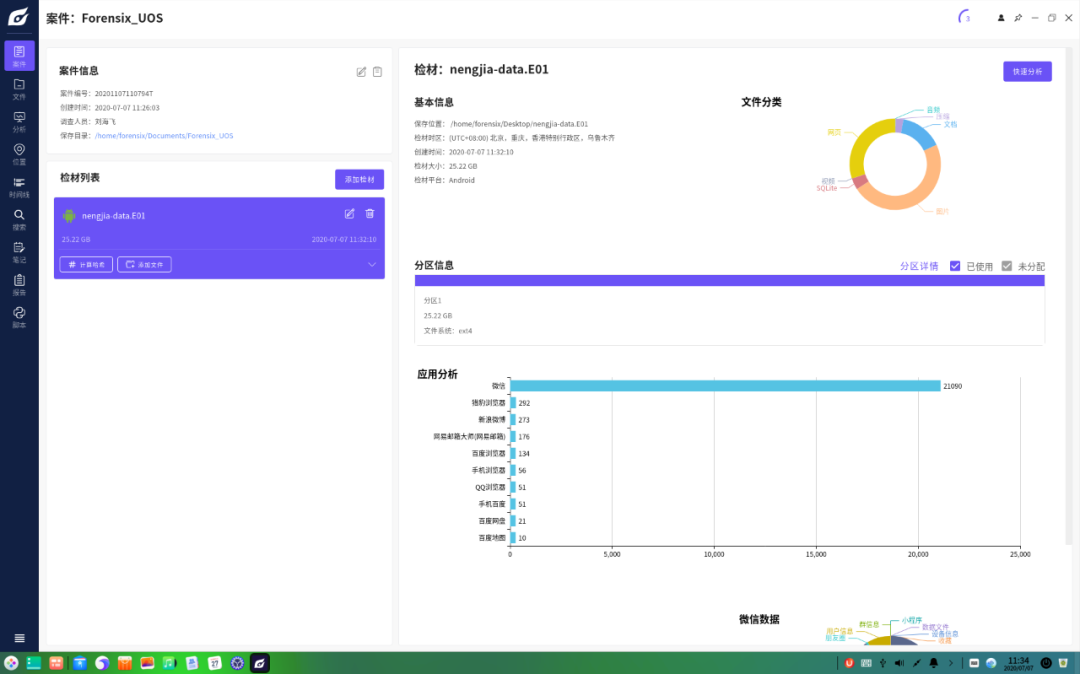 案件：Forensix_UOS
3
案件
文件
分析
位置
时间线
搜索
笔记
报告
脚本
案件信息
案件编号：20201107110794T
创建时间：2020-07-07 11:26:03
调查人员：刘海飞
保存目录：/home/forensix/Documents/Forensix_UOS
检材列表
添加检材
nengjia-data.E01
25.22 GB
2020-07-07 11:32:10
计算哈希
添加文件
检材：nengjia-data.E01
快速分析
基本信息
保存位置：/home/forensix/Desktop/nengjia-data.E01
检材时区：(UTC+08:00) 北京，重庆，香港特别行政区，乌鲁木齐
创建时间：2020-07-07 11:32:10
检材大小：25.22 GB
检材平台：Android
文件分类
音频
压缩
文档
网页
视频
SQLite
图片
分区信息
分区详情
已使用
未分配
分区1
25.22 GB
文件系统：ext4
应用分析
微信 21090
猎豹浏览器 292
新浪微博 273
网易邮箱大师(网易邮箱) 176
百度浏览器 134
手机浏览器 56
QQ浏览器 51
手机百度 51
百度网盘 21
百度地图 10
0 5,000 10,000 15,000 20,000 25,000
微信数据
群信息
小程序
用户信息
数据文件
朋友圈
设备信息
收藏
11:34
2020/07/07